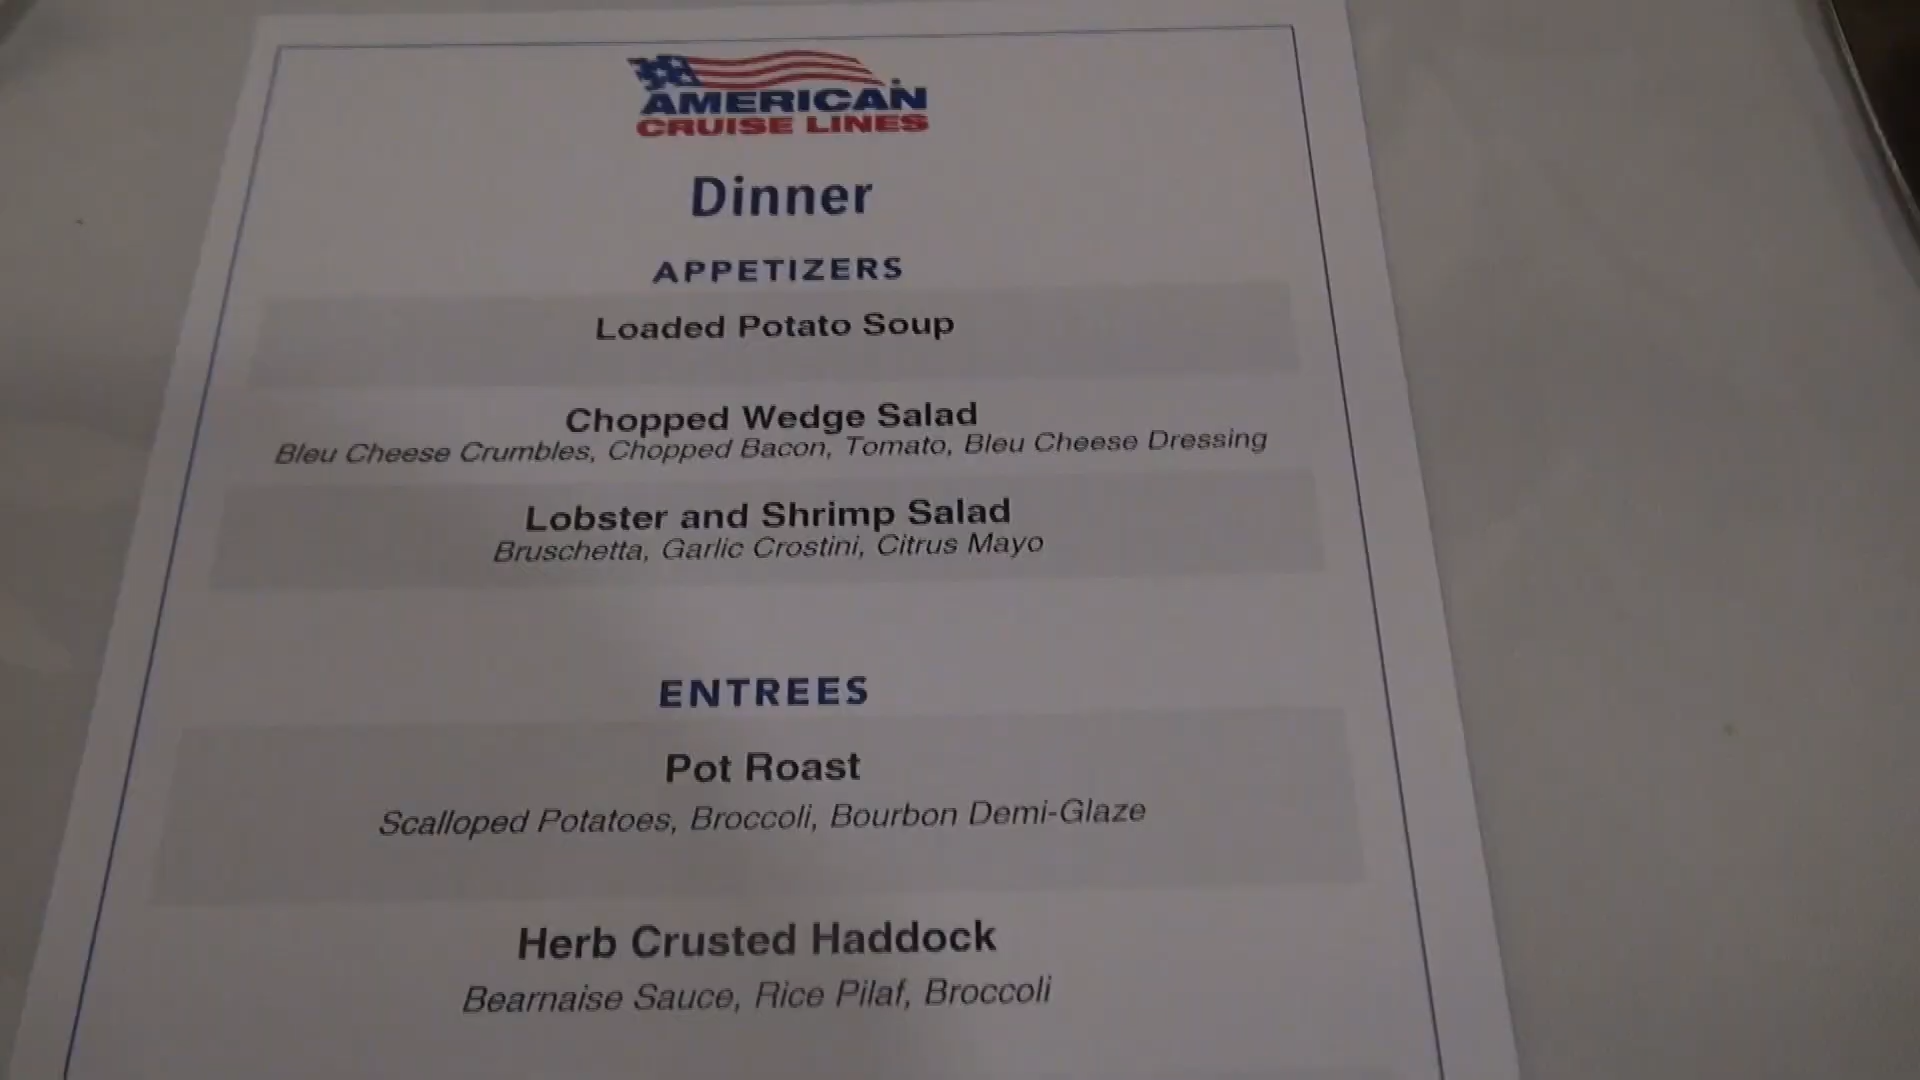 AMERICAN
CRUISE LINES
Dinner
APPETIZERS
Loaded Potato Soup
Chopped Wedge Salad
Bleu Cheese Crumbles, Chopped Bacon, Tomato, Bleu Cheese Dressing
Lobster and Shrimp Salad
Bruschetta, Garlic Crostini, Citrus Mayo
ENTREES
Pot Roast
Scalloped Potatoes, Broccoli, Bourbon Demi-Glaze
Herb Crusted Haddock
Bearnaise Sauce, Rice Pilaf, Broccoli